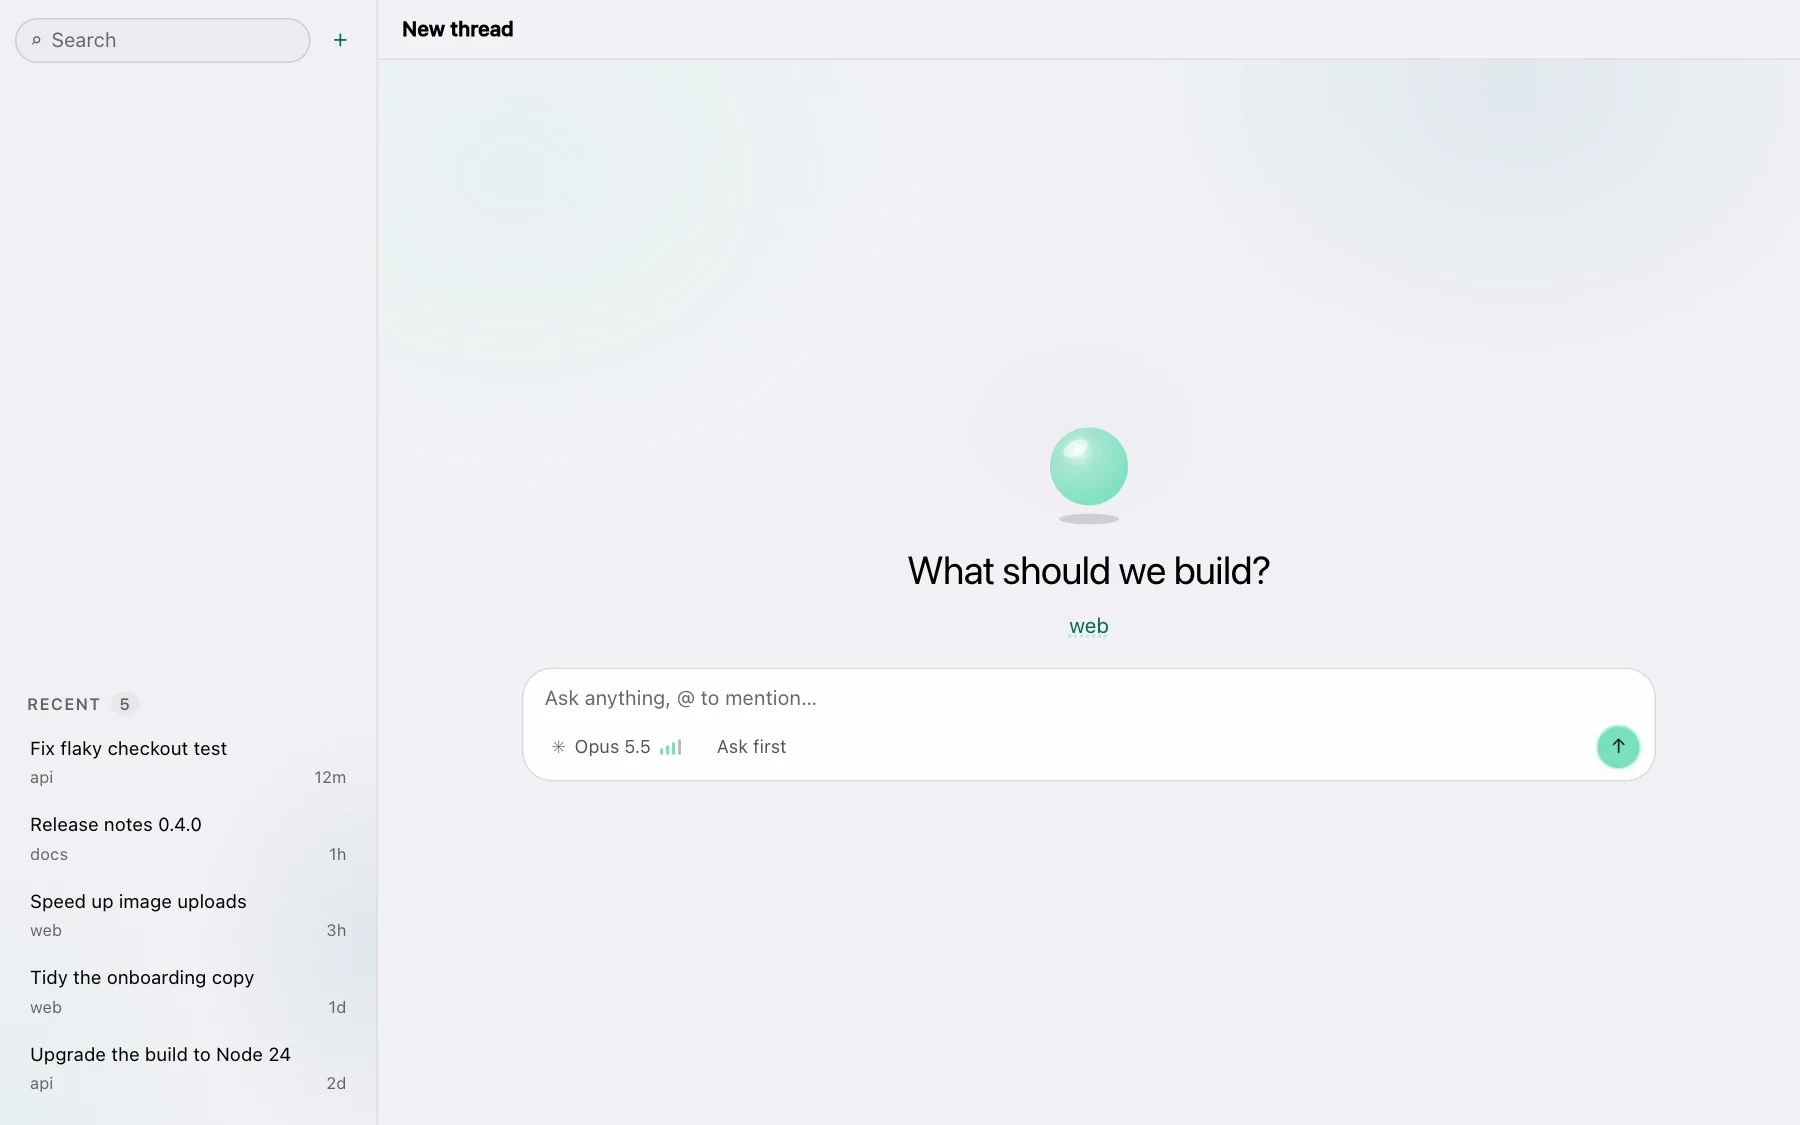 Search
+
New thread
What should we build?
web
Ask anything, @ to mention...
Opus 5.5
Ask first
RECENT 5
Fix flaky checkout test
api 12m
Release notes 0.4.0
docs 1h
Speed up image uploads
web 3h
Tidy the onboarding copy
web 1d
Upgrade the build to Node 24
api 2d